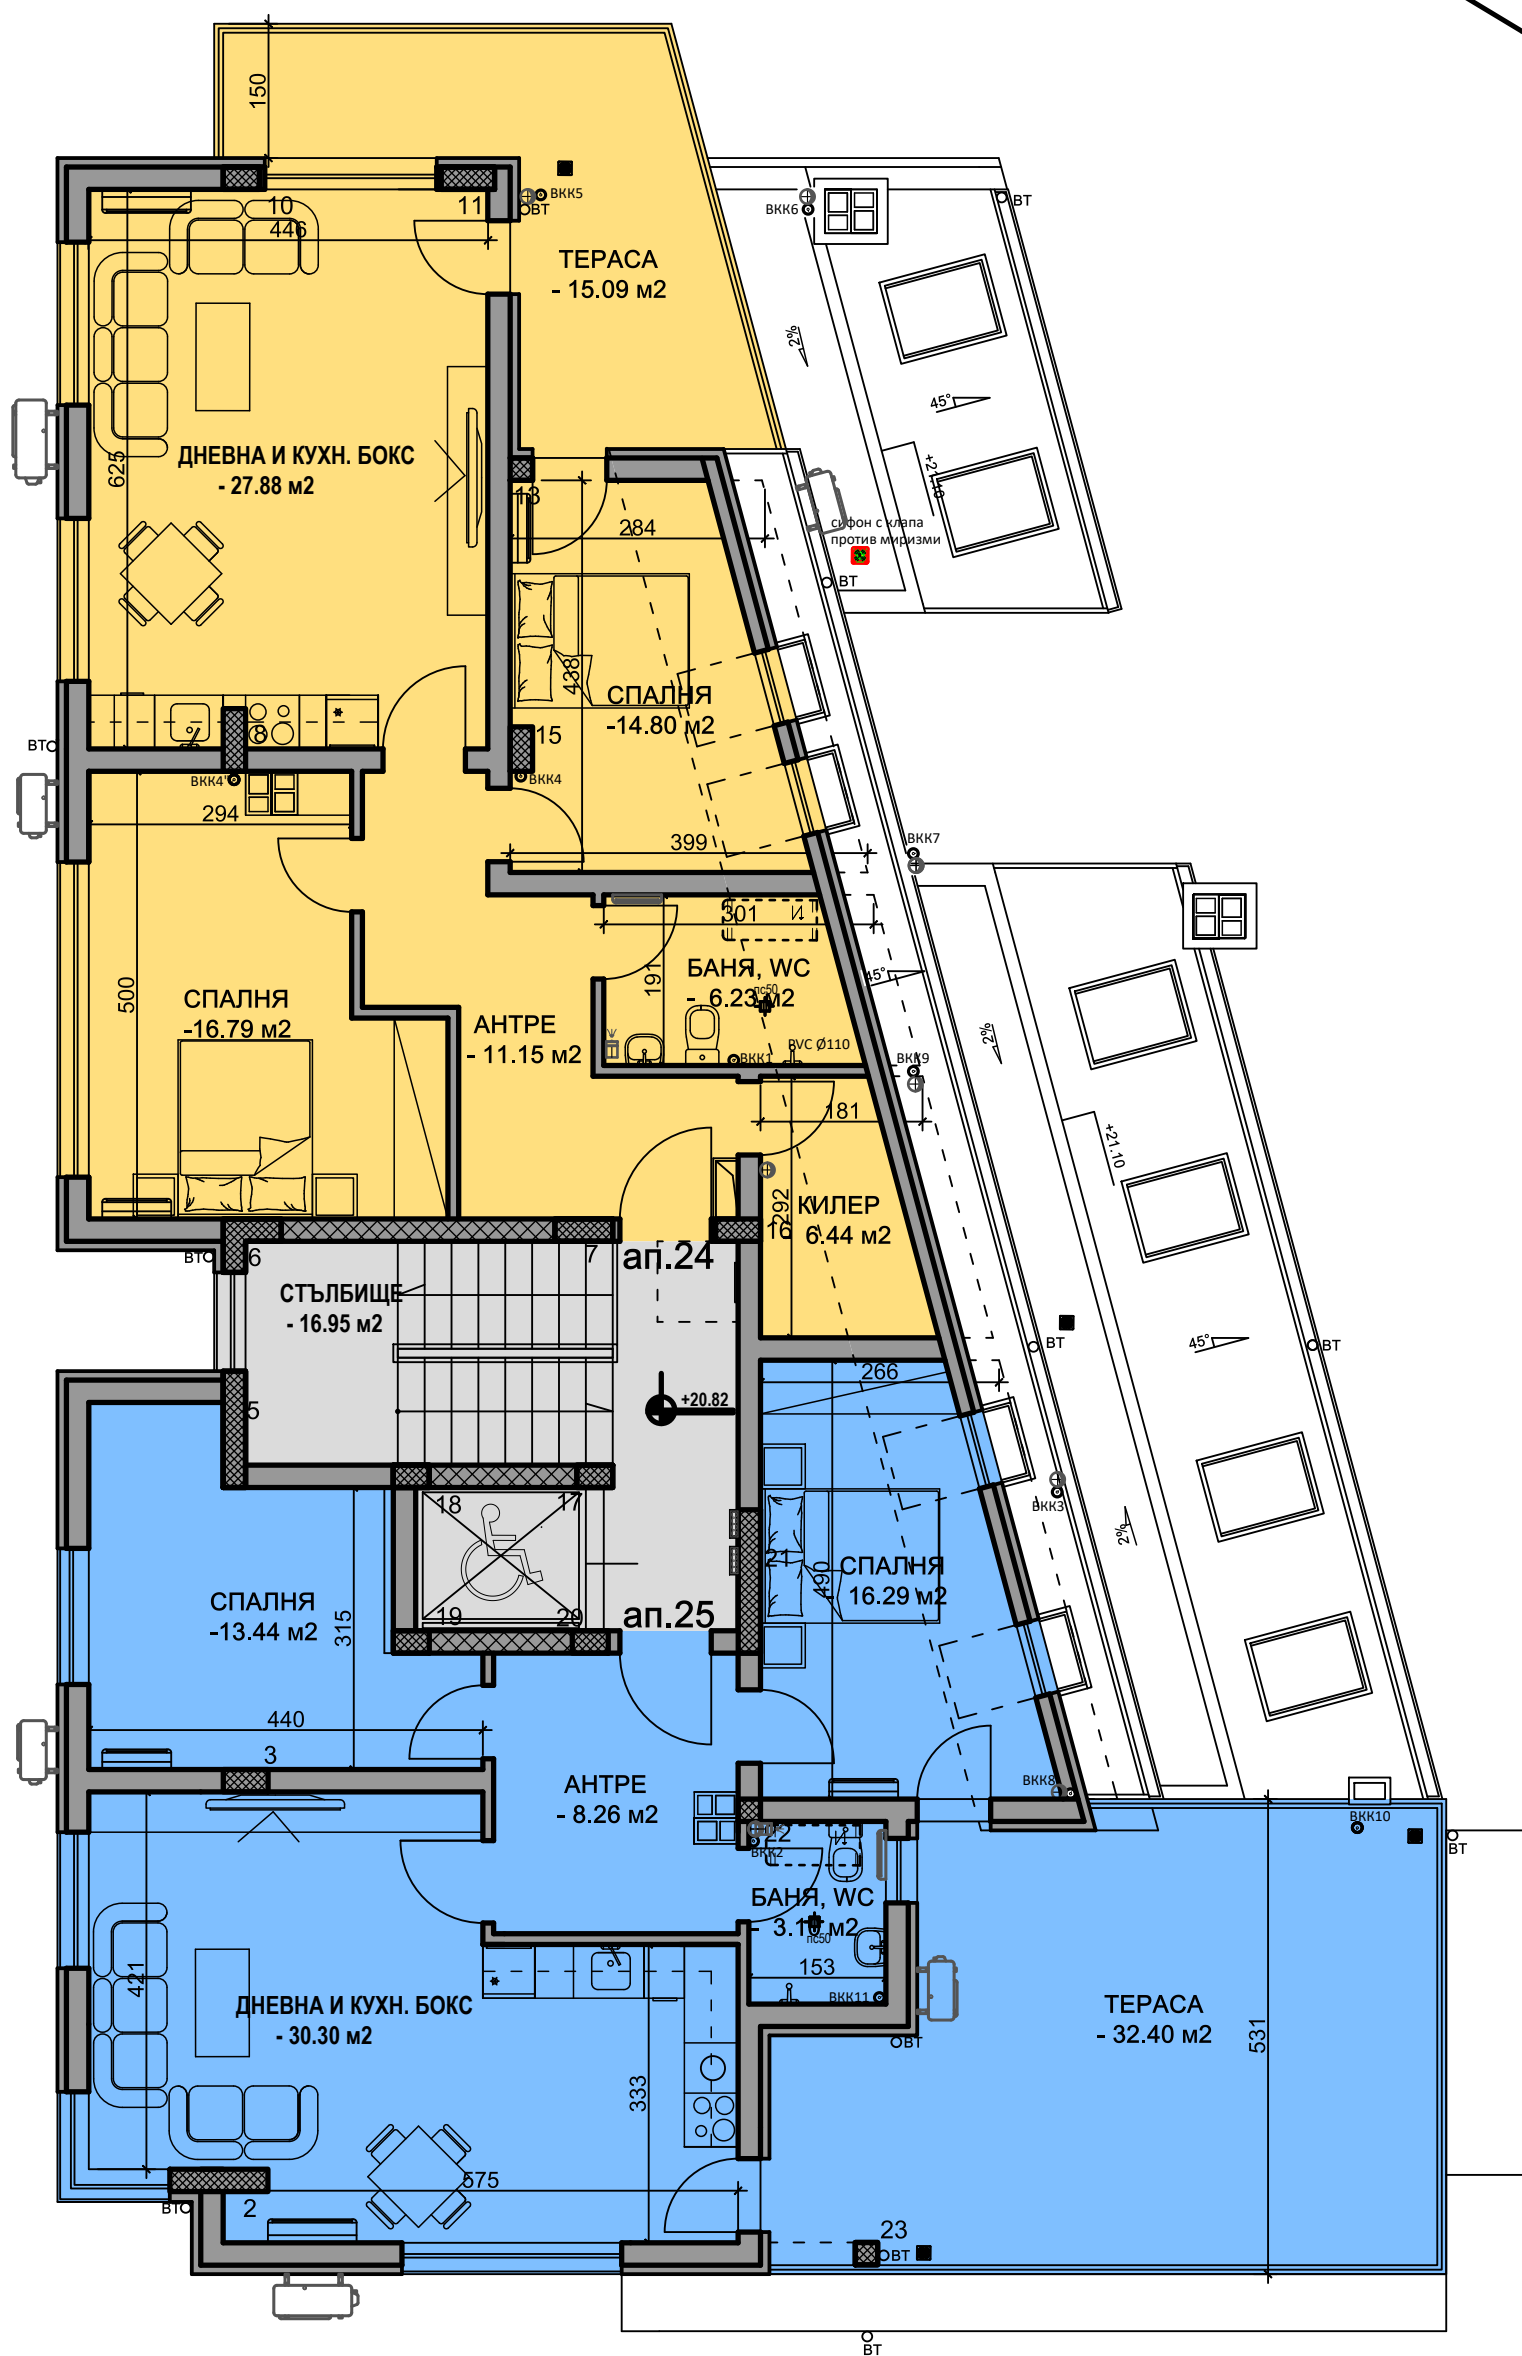 150
10
11
446
ВКК5
ВТ
ВКК6
ВТ
ТЕРАСА
- 15.09 м2
2%
45°
+21.10
ДНЕВНА И КУХН. БОКС
- 27.88 м2
625
13
284
сифон с клапа
против миризми
ВТ
438
СПАЛНЯ
-14.80 м2
15
8
ВТ
ВКК4'
ВКК4
294
399
ВКК7
301
БАНЯ, WC
- 6.23 м2
пс50
191
45°
500
СПАЛНЯ
-16.79 м2
АНТРЕ
- 11.15 м2
ВКК1
PVC Ø110
ВКК9
2%
181
+21.10
292
КИЛЕР
6.44 м2
16
ВТ
6
7
ап.24
СТЪЛБИЩЕ
- 16.95 м2
ВТ
45°
ВТ
266
+20.82
5
18
17
ВКК3
2%
21
490
СПАЛНЯ
16.29 м2
СПАЛНЯ
-13.44 м2
315
19
20
ап.25
440
3
АНТРЕ
- 8.26 м2
ВКК8
ВКК10
ВТ
22
ВКК2
БАНЯ, WC
- 3.10 м2
пс50
153
ВКК11
421
ДНЕВНА И КУХН. БОКС
- 30.30 м2
ТЕРАСА
- 32.40 м2
ВТ
531
333
575
ВТ
2
23
ВТ
ВТ